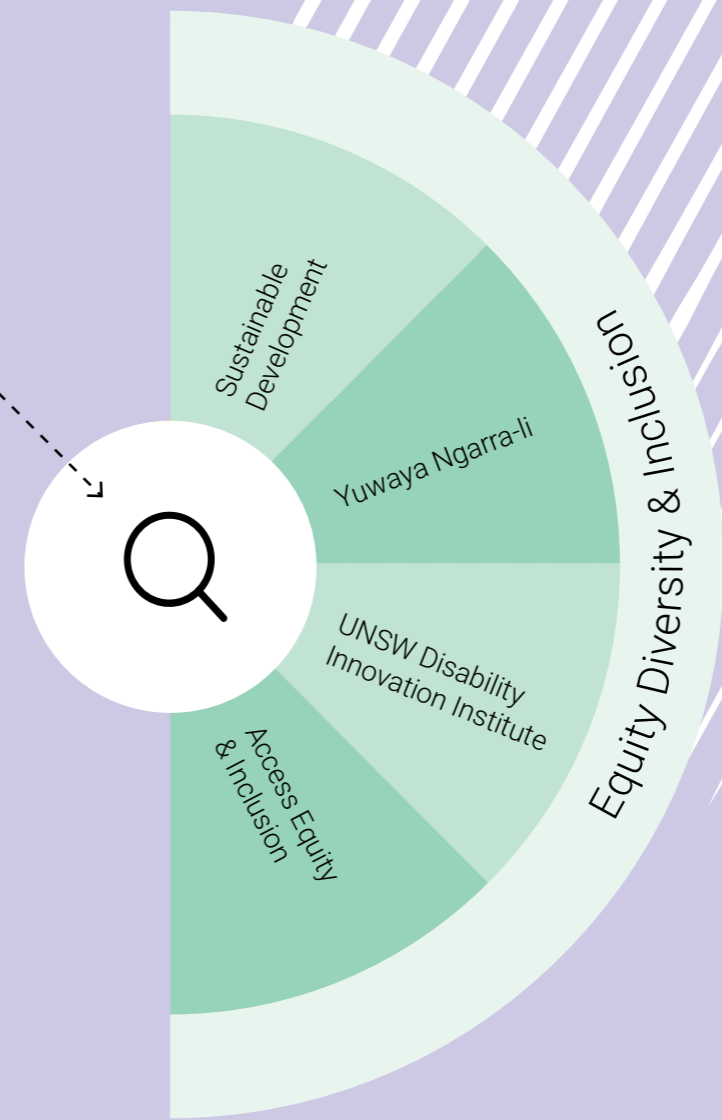 Sustainable
Development
Yuwaya Ngarra-li
UNSW Disability
Innovation Institute
Access Equity
& Inclusion
Equity Diversity & Inclusion